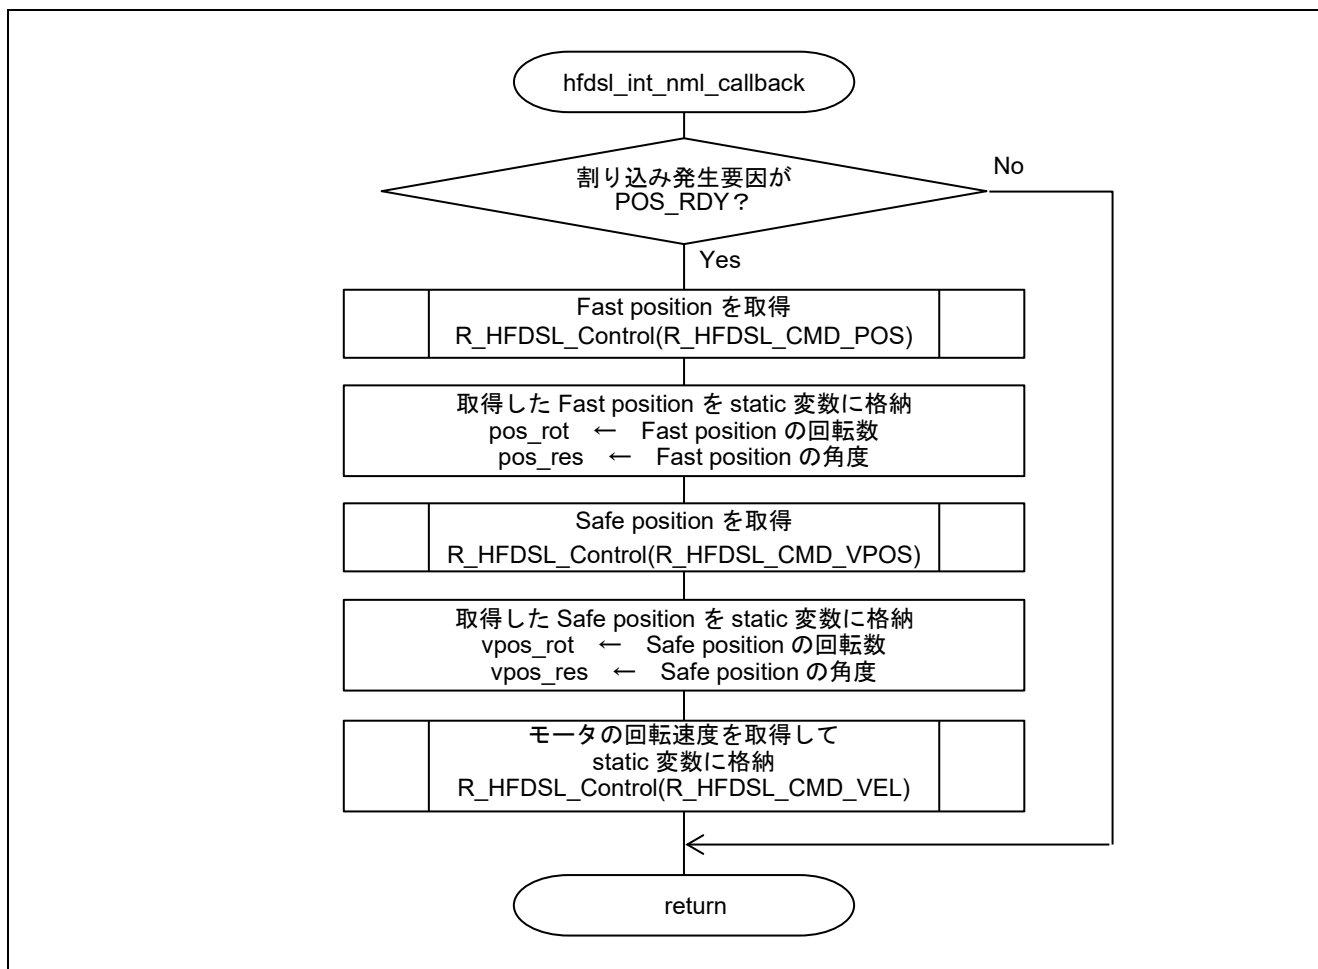 hfdsl_int_nml_callback
割り込み発生要因が
POS_RDY？
No
Yes
Fast position を取得
R_HFDSL_Control(R_HFDSL_CMD_POS)
取得した Fast position を static 変数に格納
pos_rot ← Fast position の回転数
pos_res ← Fast position の角度
Safe position を取得
R_HFDSL_Control(R_HFDSL_CMD_VPOS)
取得した Safe position を static 変数に格納
vpos_rot ← Safe position の回転数
vpos_res ← Safe position の角度
モータの回転速度を取得して
static 変数に格納
R_HFDSL_Control(R_HFDSL_CMD_VEL)
return